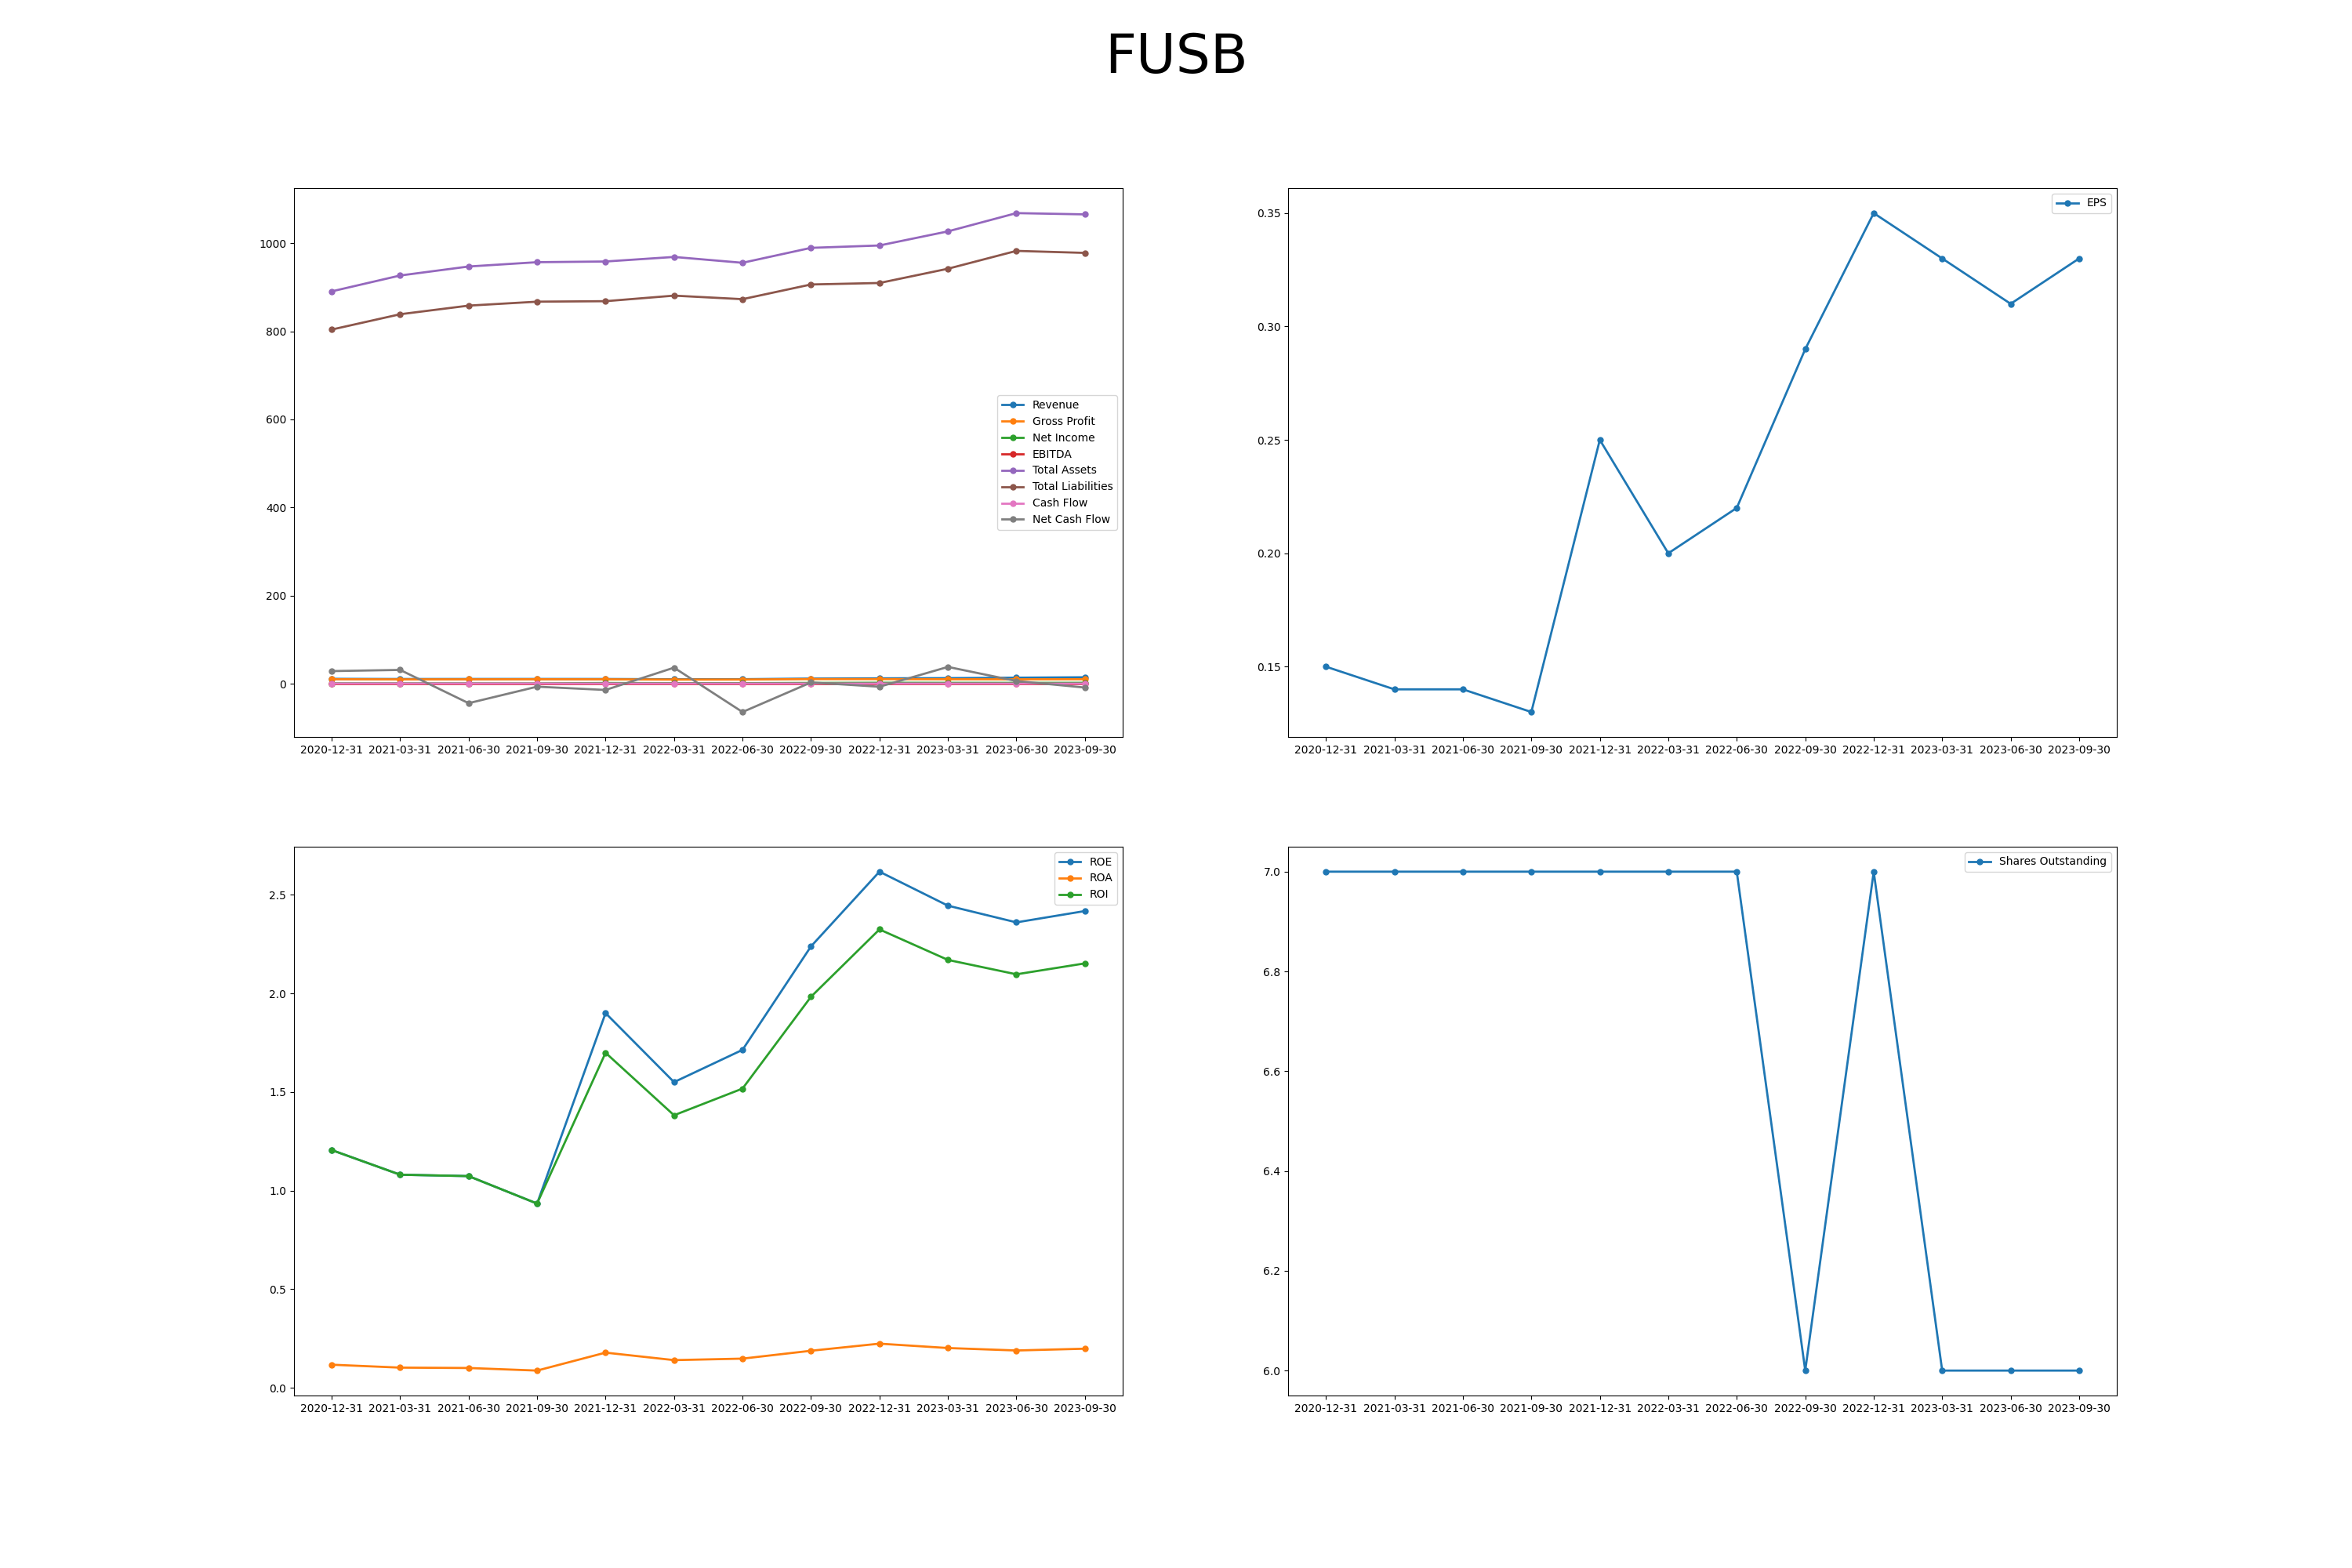 FUSB
1000
800
600
400
200
0
Revenue
Gross Profit
Net Income
EBITDA
Total Assets
Total Liabilities
Cash Flow
Net Cash Flow
2020-12-31 2021-03-31 2021-06-30 2021-09-30 2021-12-31 2022-03-31 2022-06-30 2022-09-30 2022-12-31 2023-03-31 2023-06-30 2023-09-30
EPS
0.35
0.30
0.25
0.20
0.15
2020-12-31 2021-03-31 2021-06-30 2021-09-30 2021-12-31 2022-03-31 2022-06-30 2022-09-30 2022-12-31 2023-03-31 2023-06-30 2023-09-30
ROE
ROA
ROI
2.5
2.0
1.5
1.0
0.5
0.0
2020-12-31 2021-03-31 2021-06-30 2021-09-30 2021-12-31 2022-03-31 2022-06-30 2022-09-30 2022-12-31 2023-03-31 2023-06-30 2023-09-30
Shares Outstanding
7.0
6.8
6.6
6.4
6.2
6.0
2020-12-31 2021-03-31 2021-06-30 2021-09-30 2021-12-31 2022-03-31 2022-06-30 2022-09-30 2022-12-31 2023-03-31 2023-06-30 2023-09-30